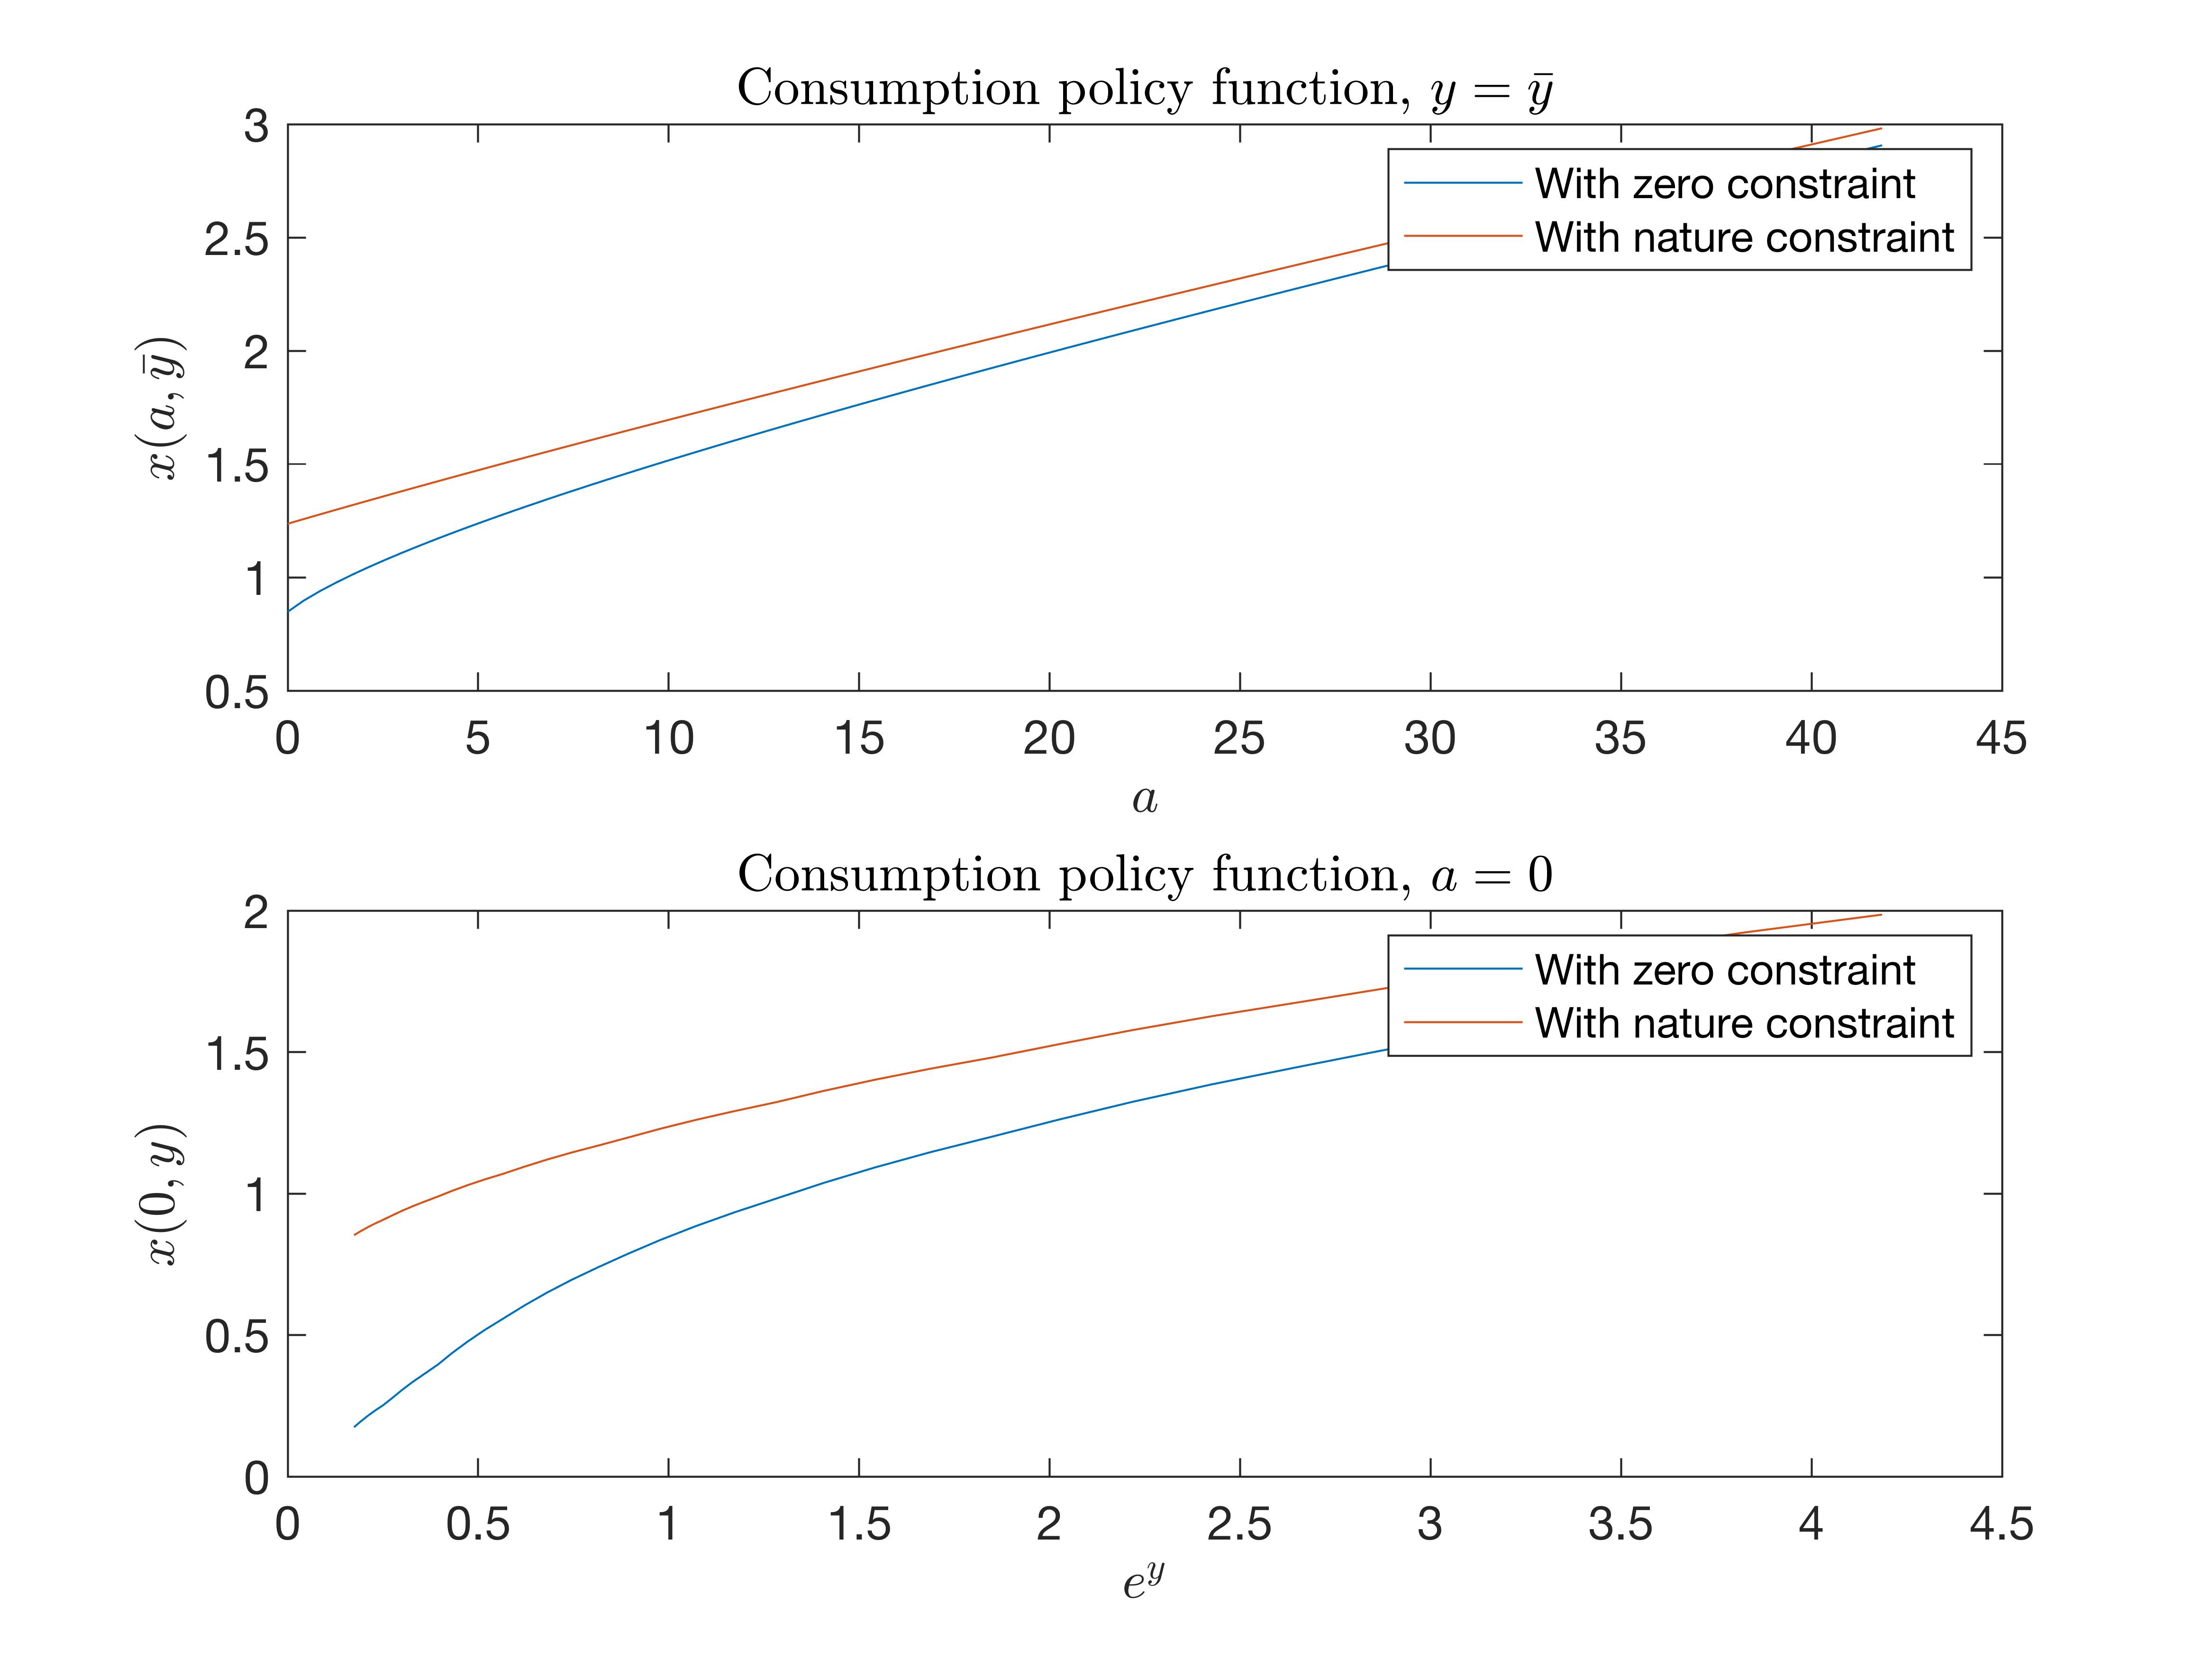 Consumption policy function, y = ȳ
3
2.5
2
1.5
1
0.5
x(a, ȳ)
With zero constraint
With nature constraint
0 5 10 15 20 25 30 35 40 45
a
Consumption policy function, a = 0
2
1.5
1
0.5
0
x(0, y)
With zero constraint
With nature constraint
0 0.5 1 1.5 2 2.5 3 3.5 4 4.5
e^y